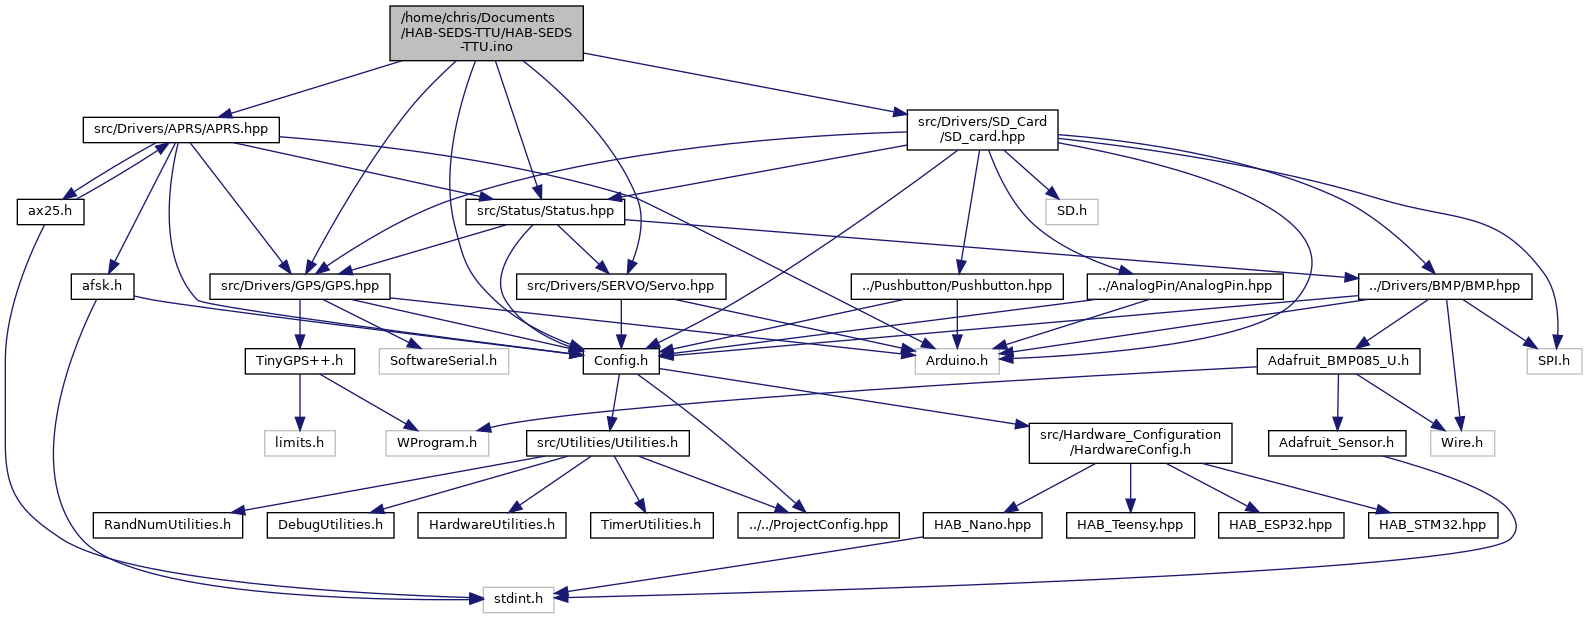 /home/chris/Documents
/HAB-SEDS-TTU/HAB-SEDS
-TTU.ino
src/Drivers/APRS/APRS.hpp
src/Drivers/SD_Card
/SD_card.hpp
ax25.h
src/Status/Status.hpp
SD.h
afsk.h
src/Drivers/GPS/GPS.hpp
src/Drivers/SERVO/Servo.hpp
../Pushbutton/Pushbutton.hpp
../AnalogPin/AnalogPin.hpp
../Drivers/BMP/BMP.hpp
TinyGPS++.h
SoftwareSerial.h
Config.h
Arduino.h
Adafruit_BMP085_U.h
SPI.h
limits.h
WProgram.h
src/Utilities/Utilities.h
src/Hardware_Configuration
/HardwareConfig.h
Adafruit_Sensor.h
Wire.h
RandNumUtilities.h
DebugUtilities.h
HardwareUtilities.h
TimerUtilities.h
../../ProjectConfig.hpp
HAB_Nano.hpp
HAB_Teensy.hpp
HAB_ESP32.hpp
HAB_STM32.hpp
stdint.h